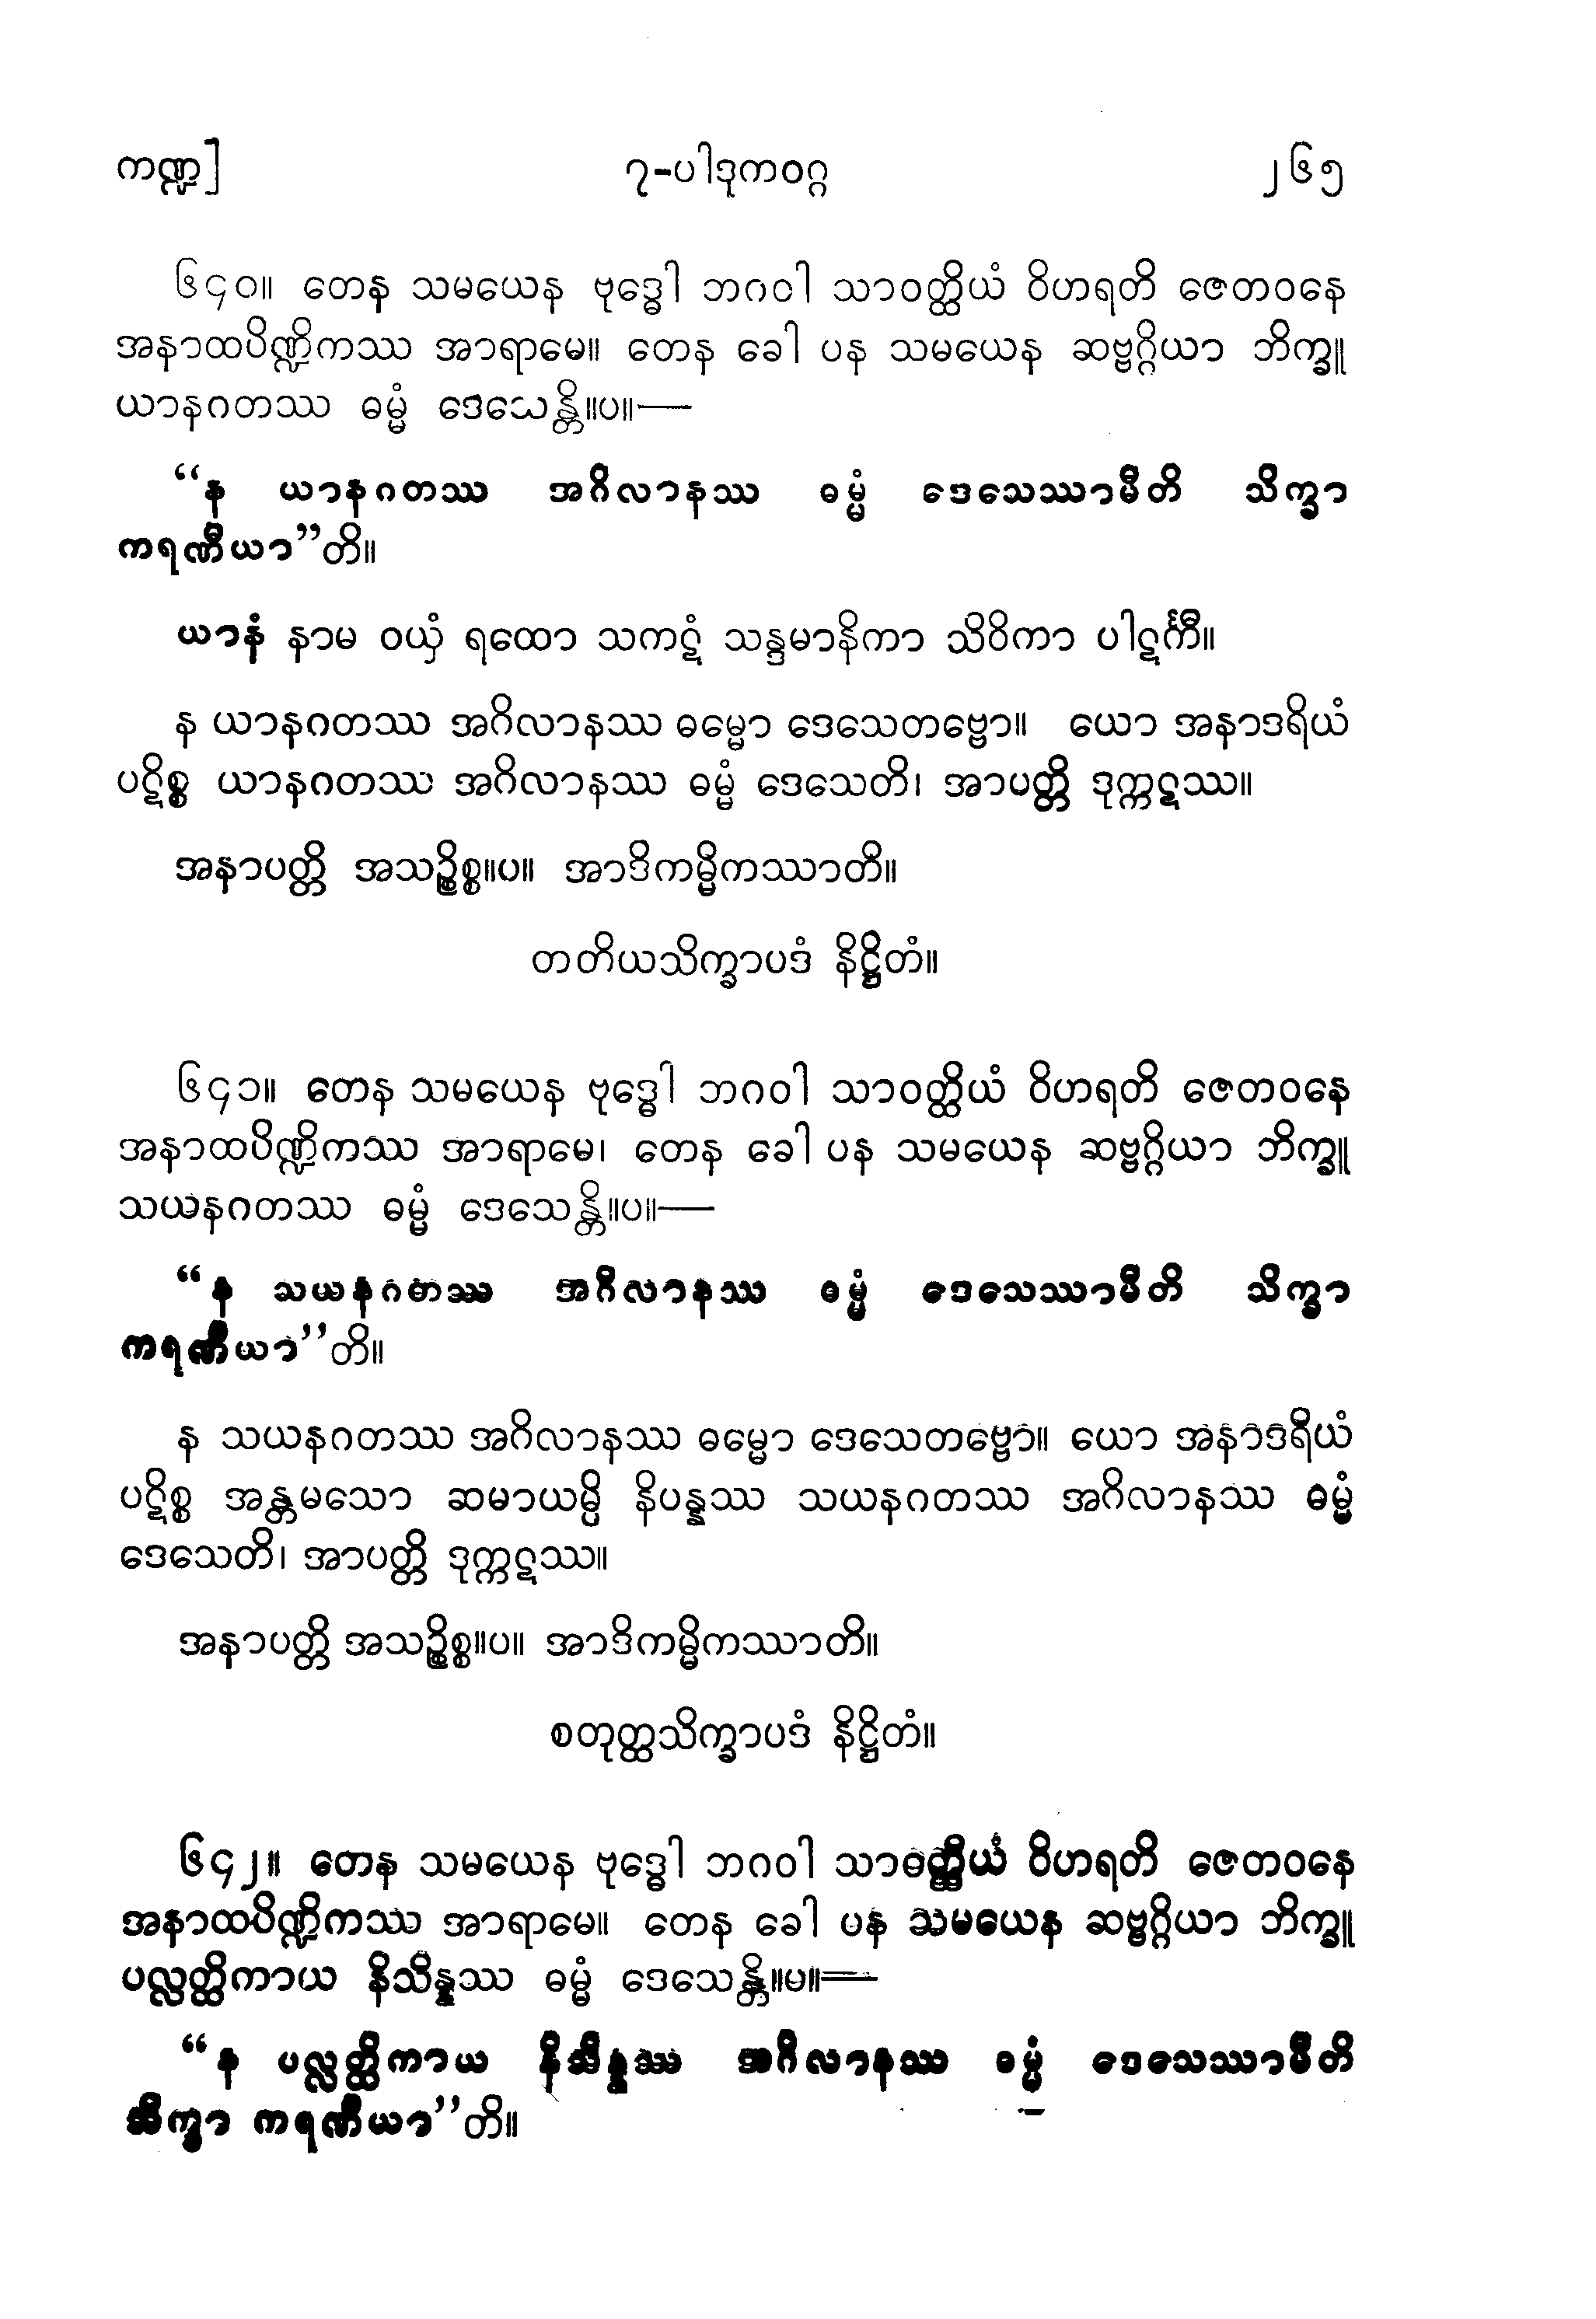 ကဏ္ဍ] ၇-ပါဒုကဝဂ္ဂ ၂၆၅
၆၄၀။ တေန သမယေန ဗုဒ္ဓေါ ဘဂဝါ သာဝတ္ထိယံ ဝိဟရတိ ဇေတဝနေ
အနာထပိဏ္ဍိကဿ အာရာမေ။ တေန ခေါ ပန သမယေန ဆဗ္ဗဂ္ဂိယာ ဘိက္ခူ
ယာနဂတဿ ဓမ္မံ ဒေသေန္တိ။ပ။—
“န ယာနဂတဿ အဂိလာနဿ ဓမ္မံ ဒေသေဿာမီတိ သိက္ခာ
ကရဏီယာ”တိ။
ယာနံ နာမ ဝယှံ ရထော သကဋံ သန္ဒမာနိကာ သိဝိကာ ပါဋင်္ကီ။
န ယာနဂတဿ အဂိလာနဿ ဓမ္မော ဒေသေတဗ္ဗော။ ယော အနာဒရိယံ
ပဋိစ္စ ယာနဂတဿ အဂိလာနဿ ဓမ္မံ ဒေသေတိ၊ အာပတ္တိ ဒုက္ကဋဿ။
အနာပတ္တိ အသဉ္စိစ္စ။ပ။ အာဒိကမ္မိကဿာတိ။
တတိယသိက္ခာပဒံ နိဋ္ဌိတံ။
၆၄၁။ တေန သမယေန ဗုဒ္ဓေါ ဘဂဝါ သာဝတ္ထိယံ ဝိဟရတိ ဇေတဝနေ
အနာထပိဏ္ဍိကဿ အာရာမေ၊ တေန ခေါ ပန သမယေန ဆဗ္ဗဂ္ဂိယာ ဘိက္ခူ
သယနဂတဿ ဓမ္မံ ဒေသေန္တိ။ပ။—
“န သယနဂတဿ အဂိလာနဿ ဓမ္မံ ဒေသေဿာမီတိ သိက္ခာ
ကရဏီယာ”တိ။
န သယနဂတဿ အဂိလာနဿ ဓမ္မော ဒေသေတဗ္ဗော။ ယော အနာဒရိယံ
ပဋိစ္စ အန္တမသော ဆမာယမ္ပိ နိပန္နဿ သယနဂတဿ အဂိလာနဿ ဓမ္မံ
ဒေသေတိ၊ အာပတ္တိ ဒုက္ကဋဿ။
အနာပတ္တိ အသဉ္စိစ္စ။ပ။ အာဒိကမ္မိကဿာတိ။
စတုတ္ထသိက္ခာပဒံ နိဋ္ဌိတံ။
၆၄၂။ တေန သမယေန ဗုဒ္ဓေါ ဘဂဝါ သာဝတ္ထိယံ ဝိဟရတိ ဇေတဝနေ
အနာထပိဏ္ဍိကဿ အာရာမေ။ တေန ခေါ ပန သမယေန ဆဗ္ဗဂ္ဂိယာ ဘိက္ခူ
ပလ္လတ္ထိကာယ နိသိန္နဿ ဓမ္မံ ဒေသေန္တိ။ပ။—
“န ပလ္လတ္ထိကာယ နိသိန္နဿ အဂိလာနဿ ဓမ္မံ ဒေသေဿာမီတိ
သိက္ခာ ကရဏီယာ”တိ။